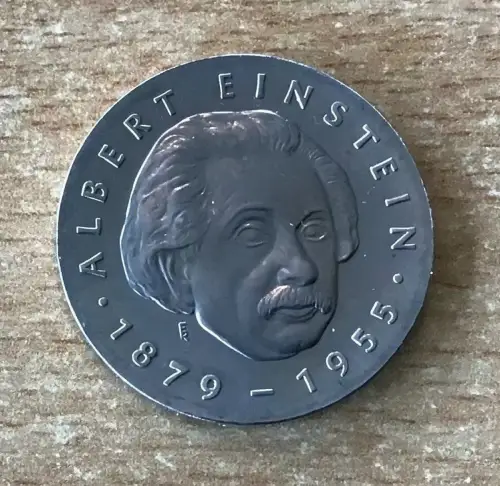 · ALBERT EINSTEIN ·
1879 – 1955